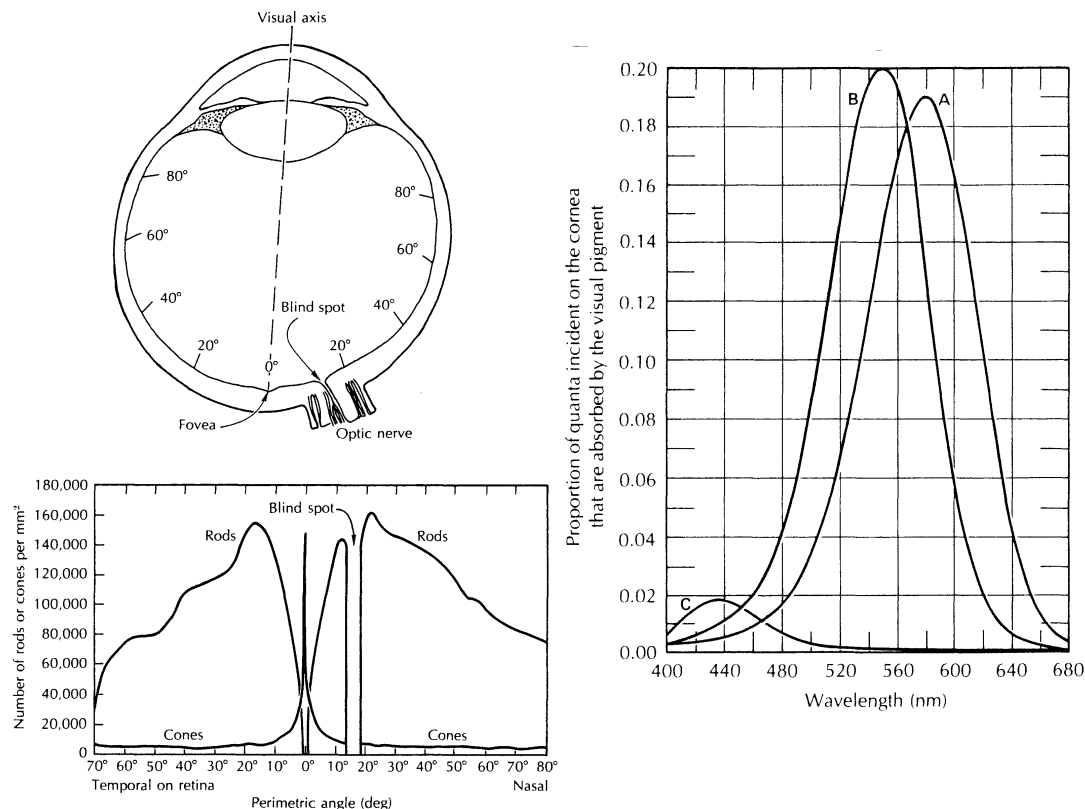 Visual axis
80°
80°
60°
60°
40°
40°
Blind spot
20°
20°
0°
Fovea
Optic nerve
Number of rods or cones per mm²
180,000
160,000
140,000
120,000
100,000
80,000
60,000
40,000
20,000
0
Blind spot
Rods
Rods
Cones
Cones
70° 60° 50° 40° 30° 20° 10° 0° 10° 20° 30° 40° 50° 60° 70° 80°
Temporal on retina
Nasal
Perimetric angle (deg)
Proportion of quanta incident on the cornea
that are absorbed by the visual pigment
0.20
0.18
0.16
0.14
0.12
0.10
0.08
0.06
0.04
0.02
0.00
B
A
C
400 440 480 520 560 600 640 680
Wavelength (nm)